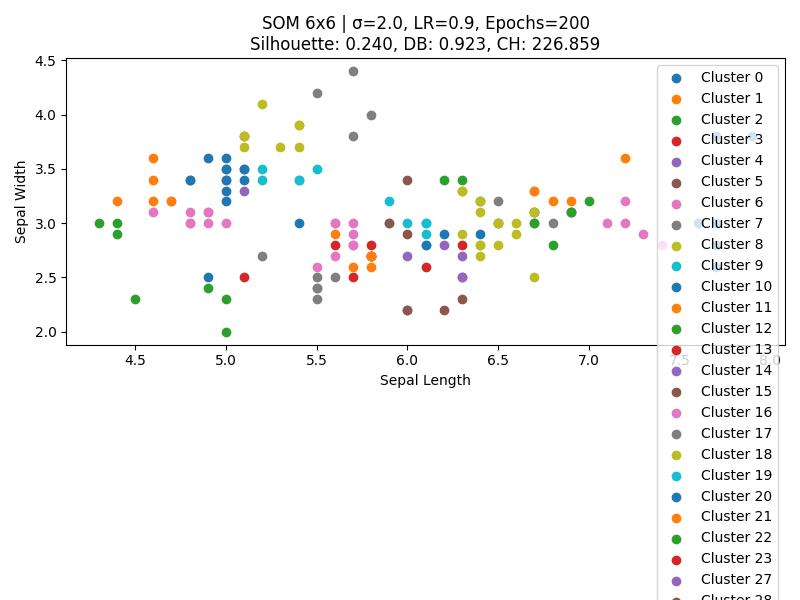 SOM 6x6 | σ=2.0, LR=0.9, Epochs=200
Silhouette: 0.240, DB: 0.923, CH: 226.859
4.5
4.0
3.5
3.0
2.5
2.0
Sepal Width
4.5
5.0
5.5
6.0
6.5
7.0
7.5
8.0
Sepal Length
Cluster 0
Cluster 1
Cluster 2
Cluster 3
Cluster 4
Cluster 5
Cluster 6
Cluster 7
Cluster 8
Cluster 9
Cluster 10
Cluster 11
Cluster 12
Cluster 13
Cluster 14
Cluster 15
Cluster 16
Cluster 17
Cluster 18
Cluster 19
Cluster 20
Cluster 21
Cluster 22
Cluster 23
Cluster 27
Cluster 28